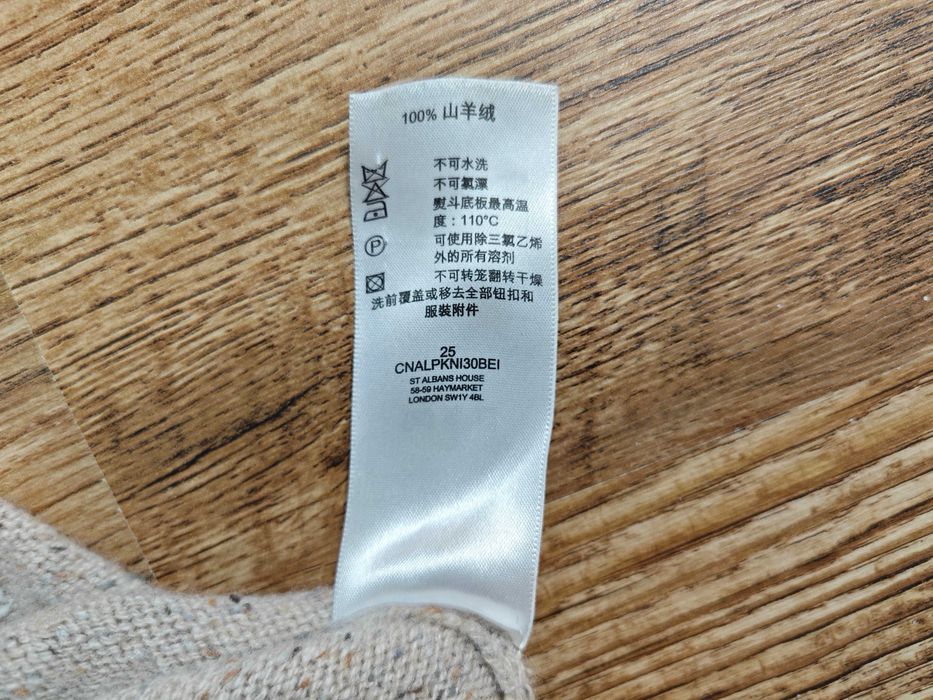 100% 山羊绒
不可水洗
不可氯漂
熨斗底板最高温
度：110°C
P
可使用除三氯乙烯
外的所有溶剂
不可转笼翻转干燥
洗前覆盖或移去全部钮扣和
服裝附件
25
CNALPKNI30BEI
ST ALBANS HOUSE
58-59 HAYMARKET
LONDON SW1Y 4BL